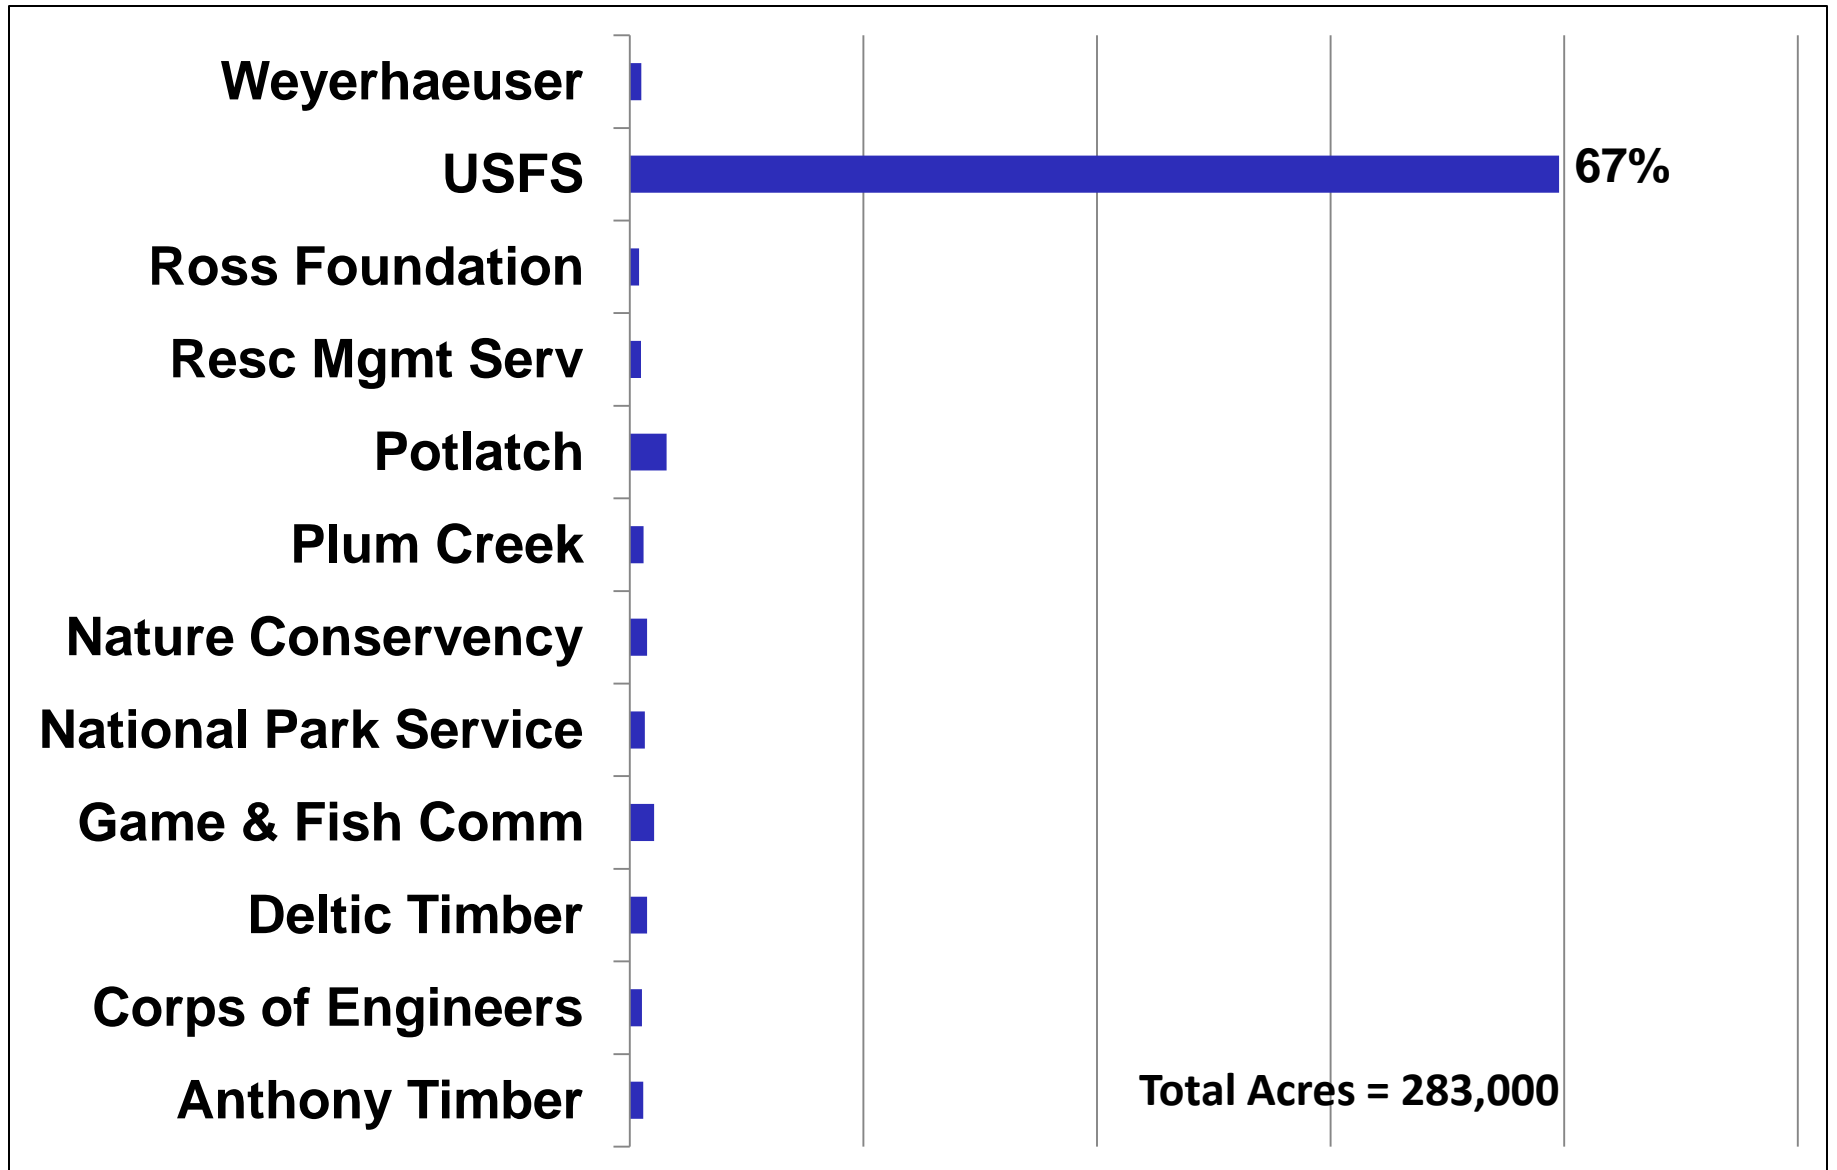 Weyerhaeuser
USFS
67%
Ross Foundation
Resc Mgmt Serv
Potlatch
Plum Creek
Nature Conservency
National Park Service
Game & Fish Comm
Deltic Timber
Corps of Engineers
Anthony Timber
Total Acres = 283,000